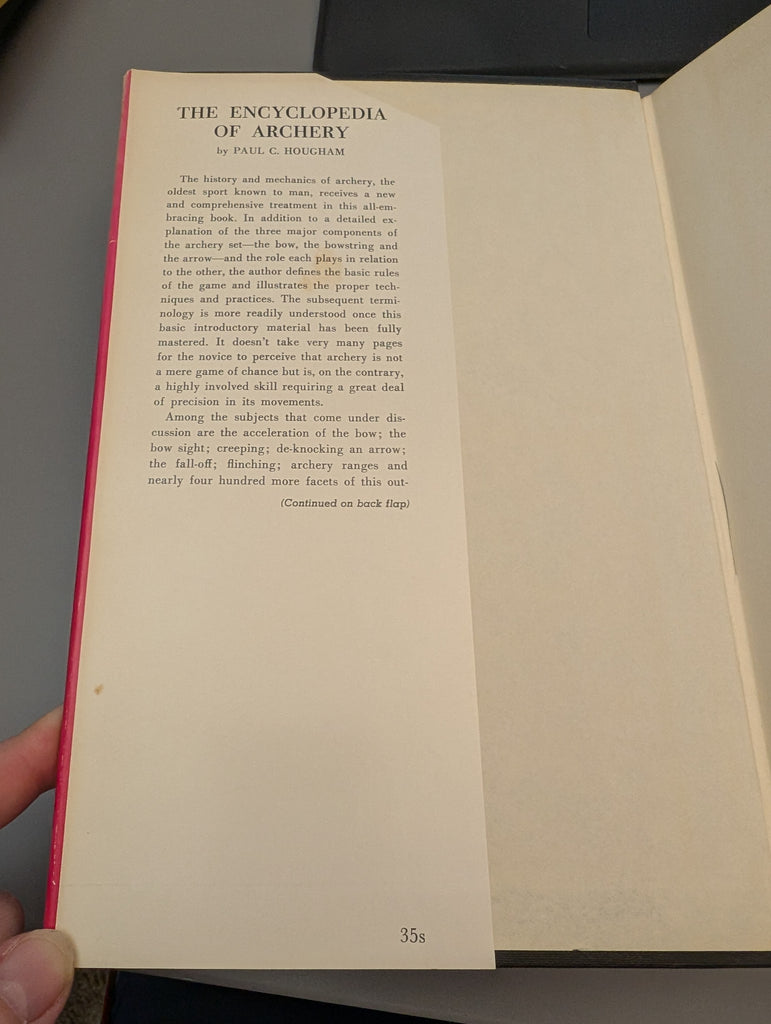 THE ENCYCLOPEDIA
OF ARCHERY
by PAUL C. HOUGHAM
The history and mechanics of archery, the
oldest sport known to man, receives a new
and comprehensive treatment in this all-em-
bracing book. In addition to a detailed ex-
planation of the three major components of
the archery set—the bow, the bowstring and
the arrow—and the role each plays in relation
to the other, the author defines the basic rules
of the game and illustrates the proper tech-
niques and practices. The subsequent termi-
nology is more readily understood once this
basic introductory material has been fully
mastered. It doesn't take very many pages
for the novice to perceive that archery is not
a mere game of chance but is, on the contrary,
a highly involved skill requiring a great deal
of precision in its movements.
Among the subjects that come under dis-
cussion are the acceleration of the bow; the
bow sight; creeping; de-knocking an arrow;
the fall-off; flinching; archery ranges and
nearly four hundred more facets of this out-
(Continued on back flap)
35s